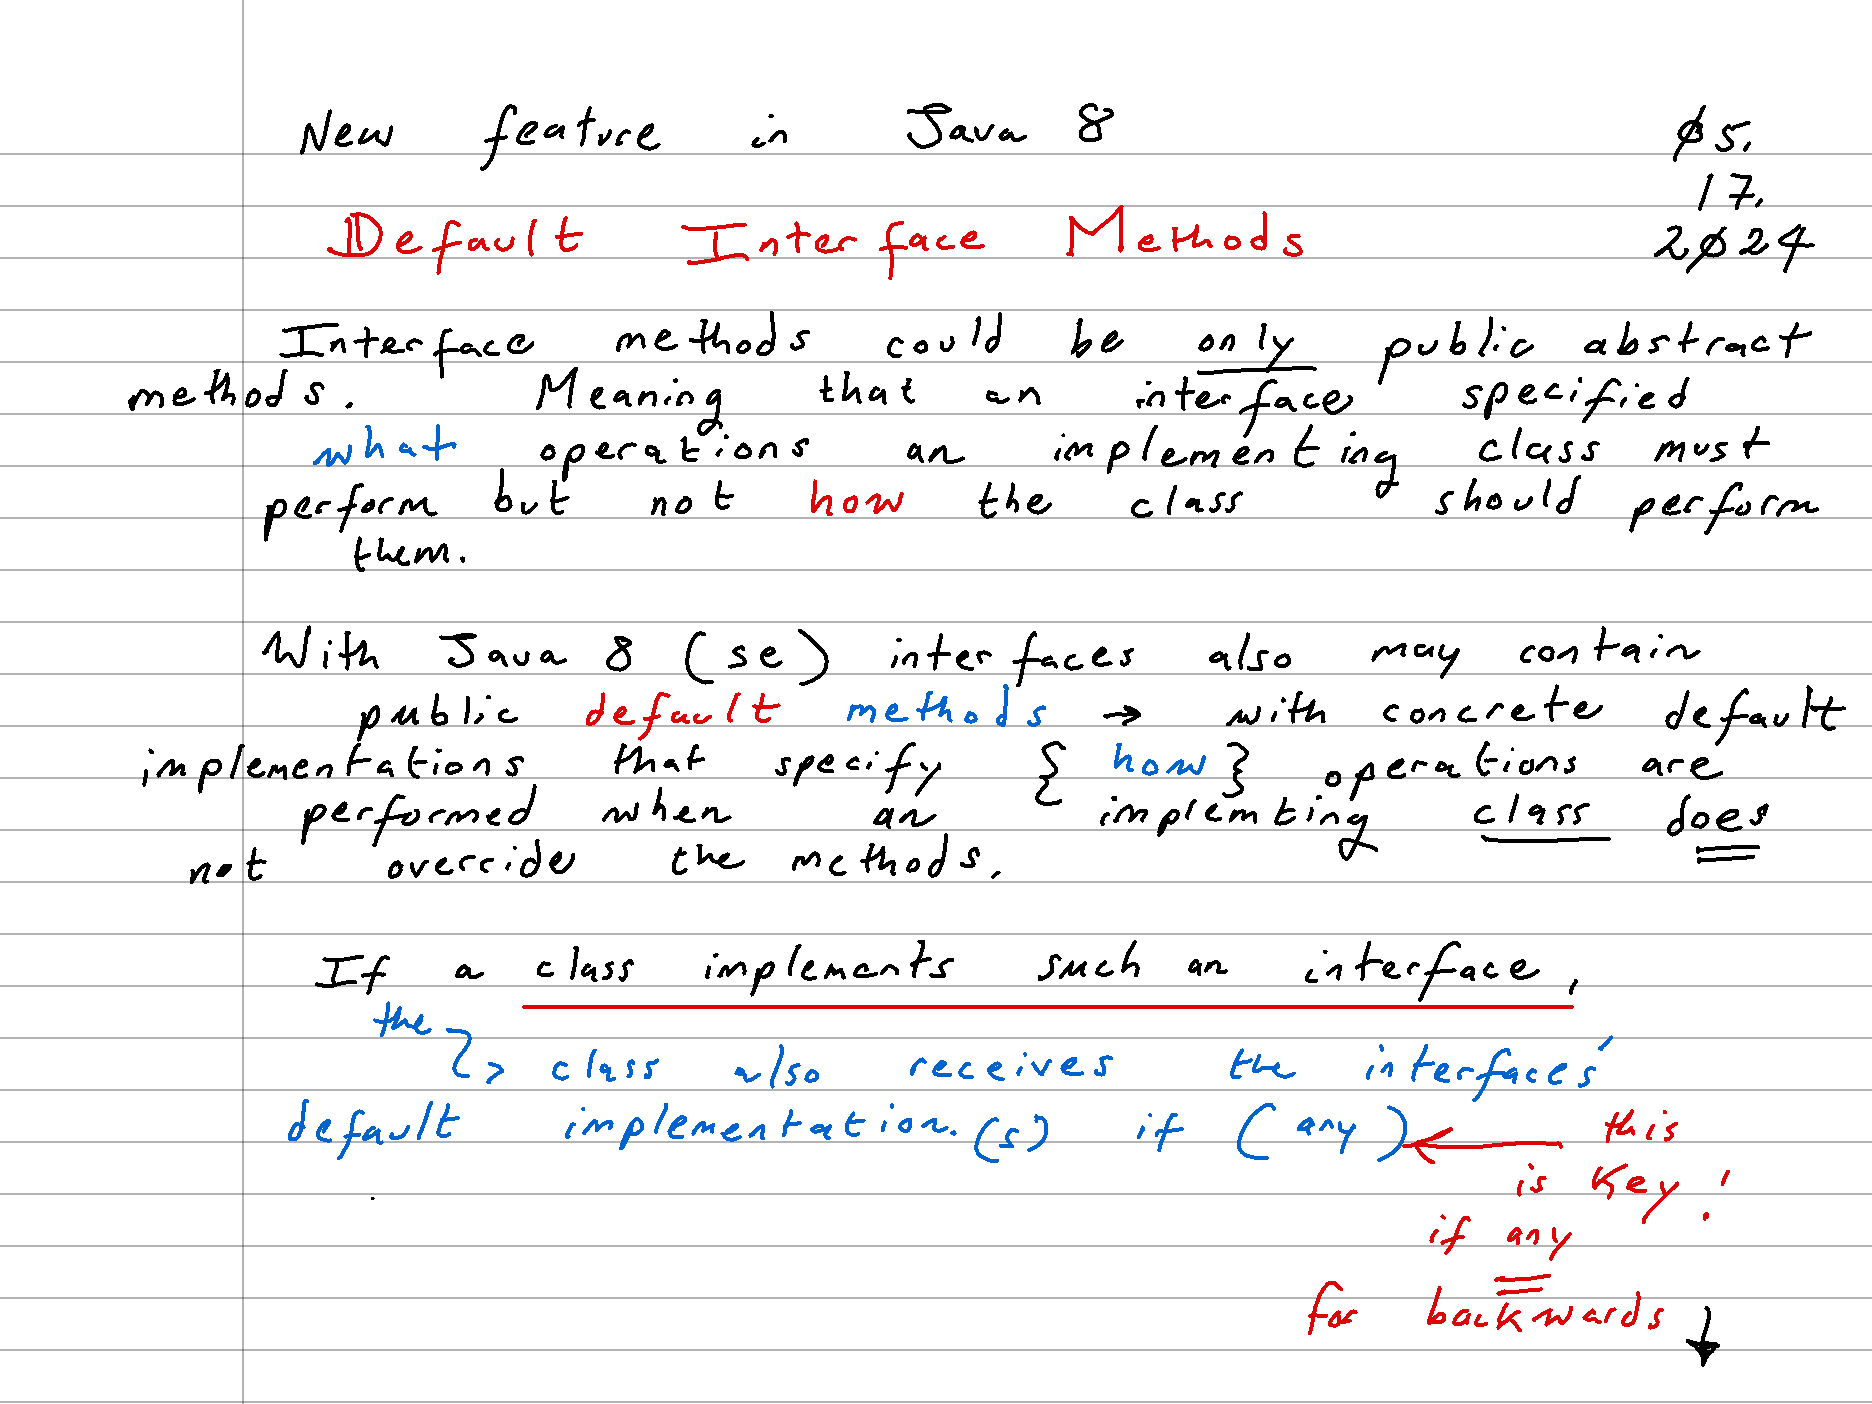 New feature in Java 8
05.
17.
2024
Default Interface Methods
Interface methods could be only public abstract
methods. Meaning that an interface specified
what operations an implementing class must
perform but not how the class should perform
them.
With Java 8 (se) interfaces also may contain
public default methods → with concrete default
implementations that specify { how } operations are
performed when an implemting class does
not override the methods.
If a class implements such an interface,
the
↳ class also receives the interfaces'
default implementation.(s) if (any) ← this
is Key!
if any
for backwards ↓